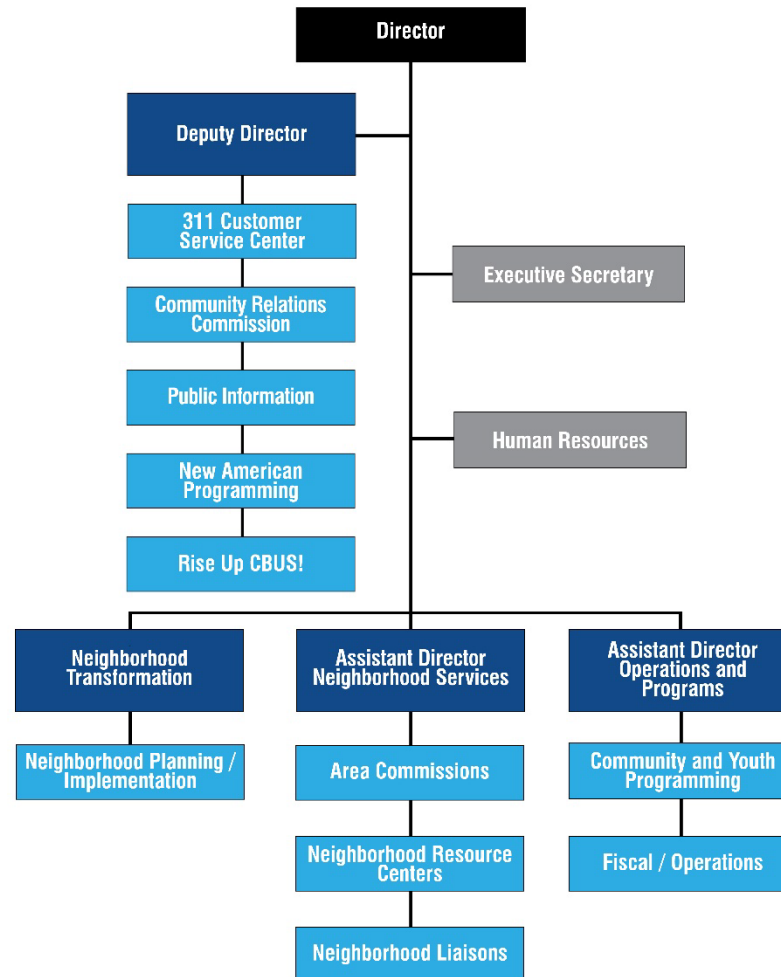 Director
Deputy Director
311 Customer
Service Center
Community Relations
Commission
Public Information
New American
Programming
Rise Up CBUS!
Executive Secretary
Human Resources
Neighborhood
Transformation
Neighborhood Planning /
Implementation
Assistant Director
Neighborhood Services
Area Commissions
Neighborhood Resource
Centers
Neighborhood Liaisons
Assistant Director
Operations and
Programs
Community and Youth
Programming
Fiscal / Operations